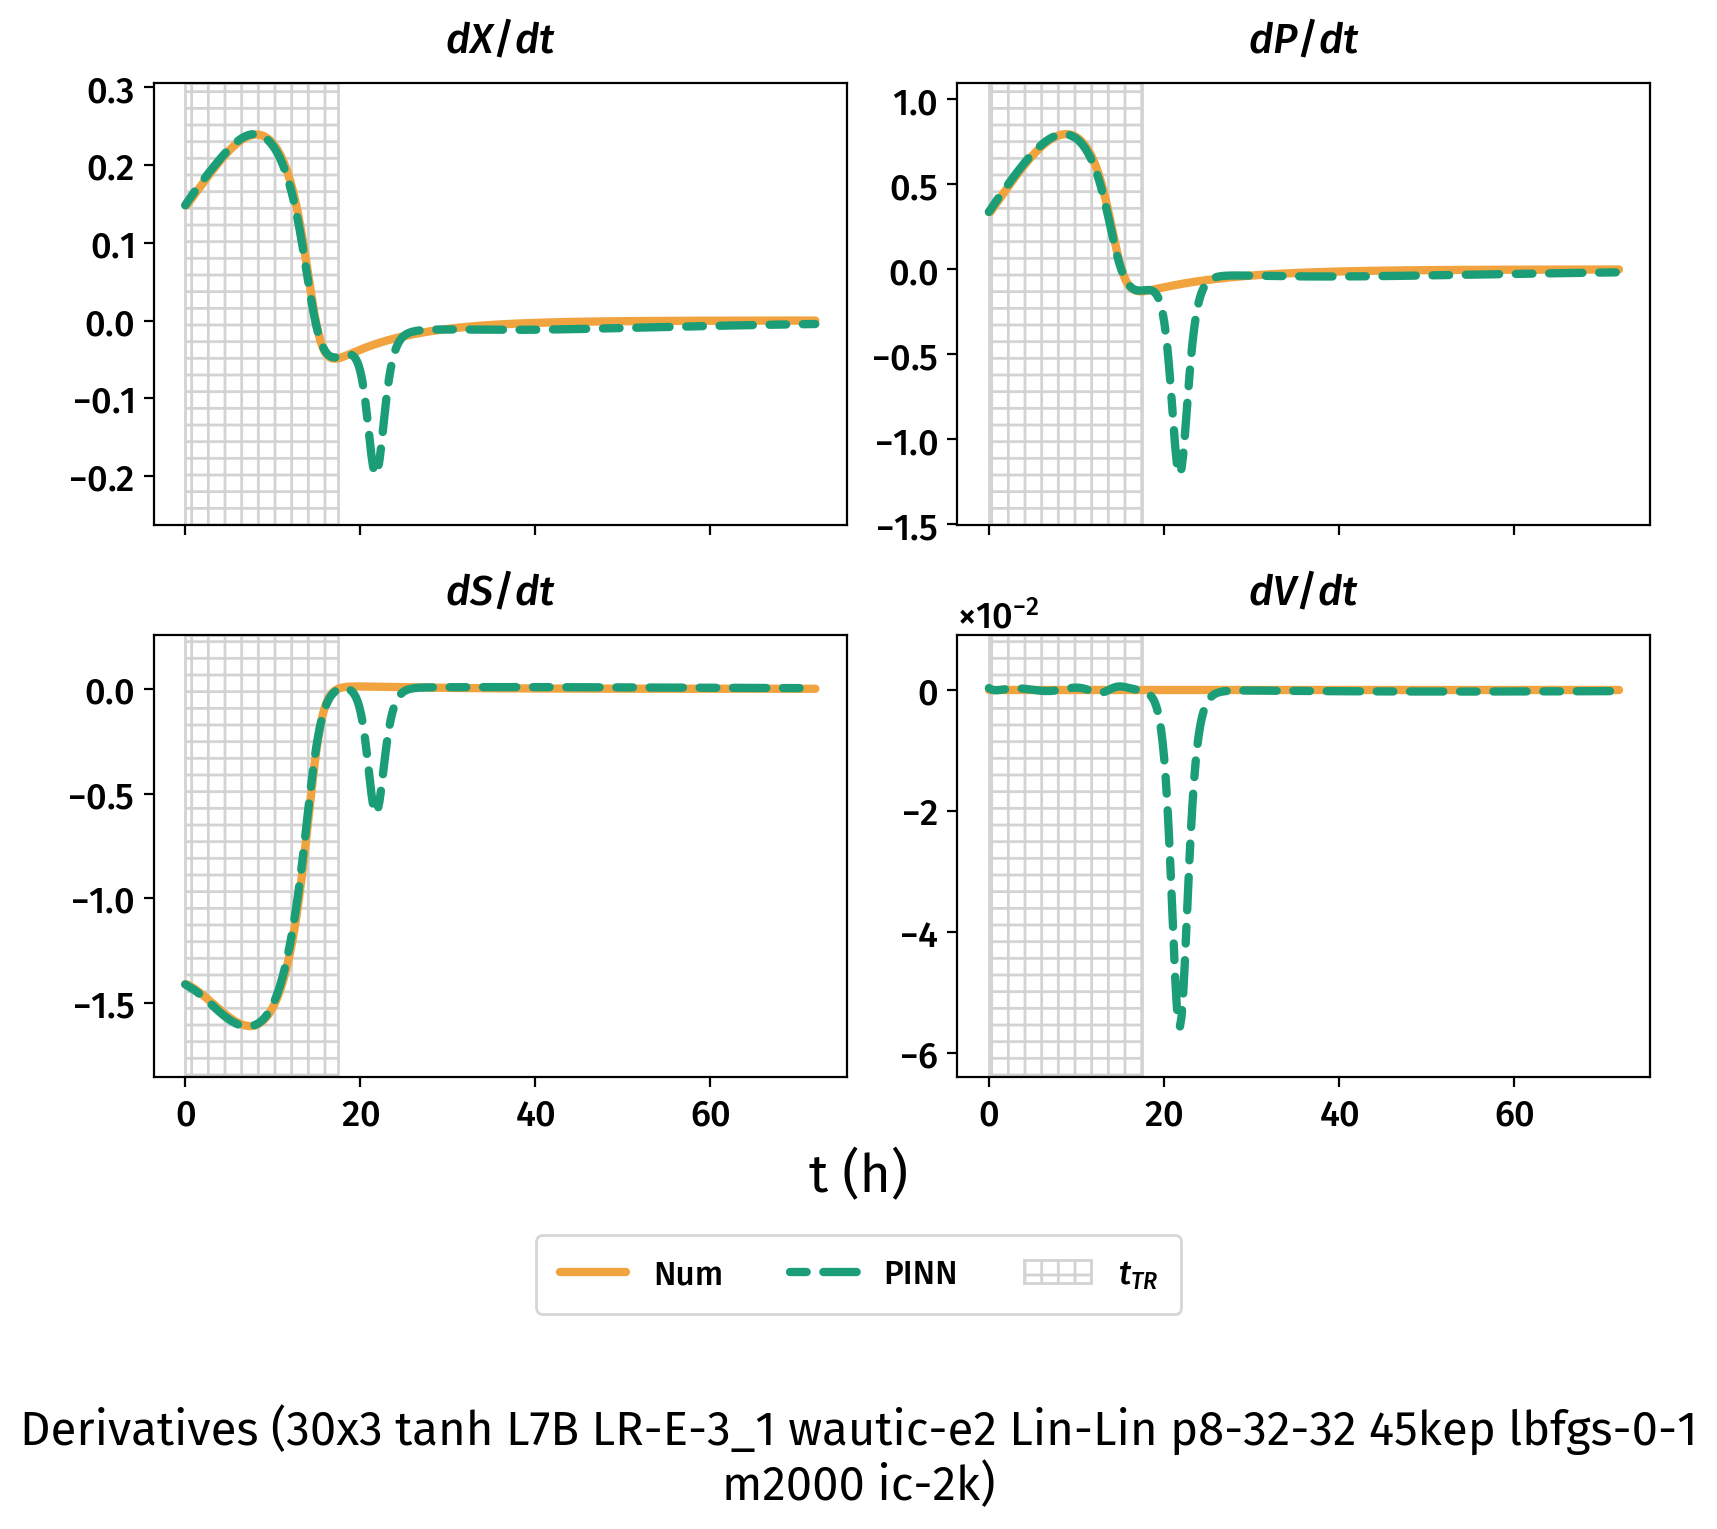 dX/dt
dP/dt
0.3
0.2
0.1
0.0
−0.1
−0.2
1.0
0.5
0.0
−0.5
−1.0
−1.5
dS/dt
dV/dt
×10⁻²
0.0
−0.5
−1.0
−1.5
0
−2
−4
−6
0 20 40 60
0 20 40 60
t (h)
Num PINN t_TR
Derivatives (30x3 tanh L7B LR-E-3_1 wautic-e2 Lin-Lin p8-32-32 45kep lbfgs-0-1
m2000 ic-2k)